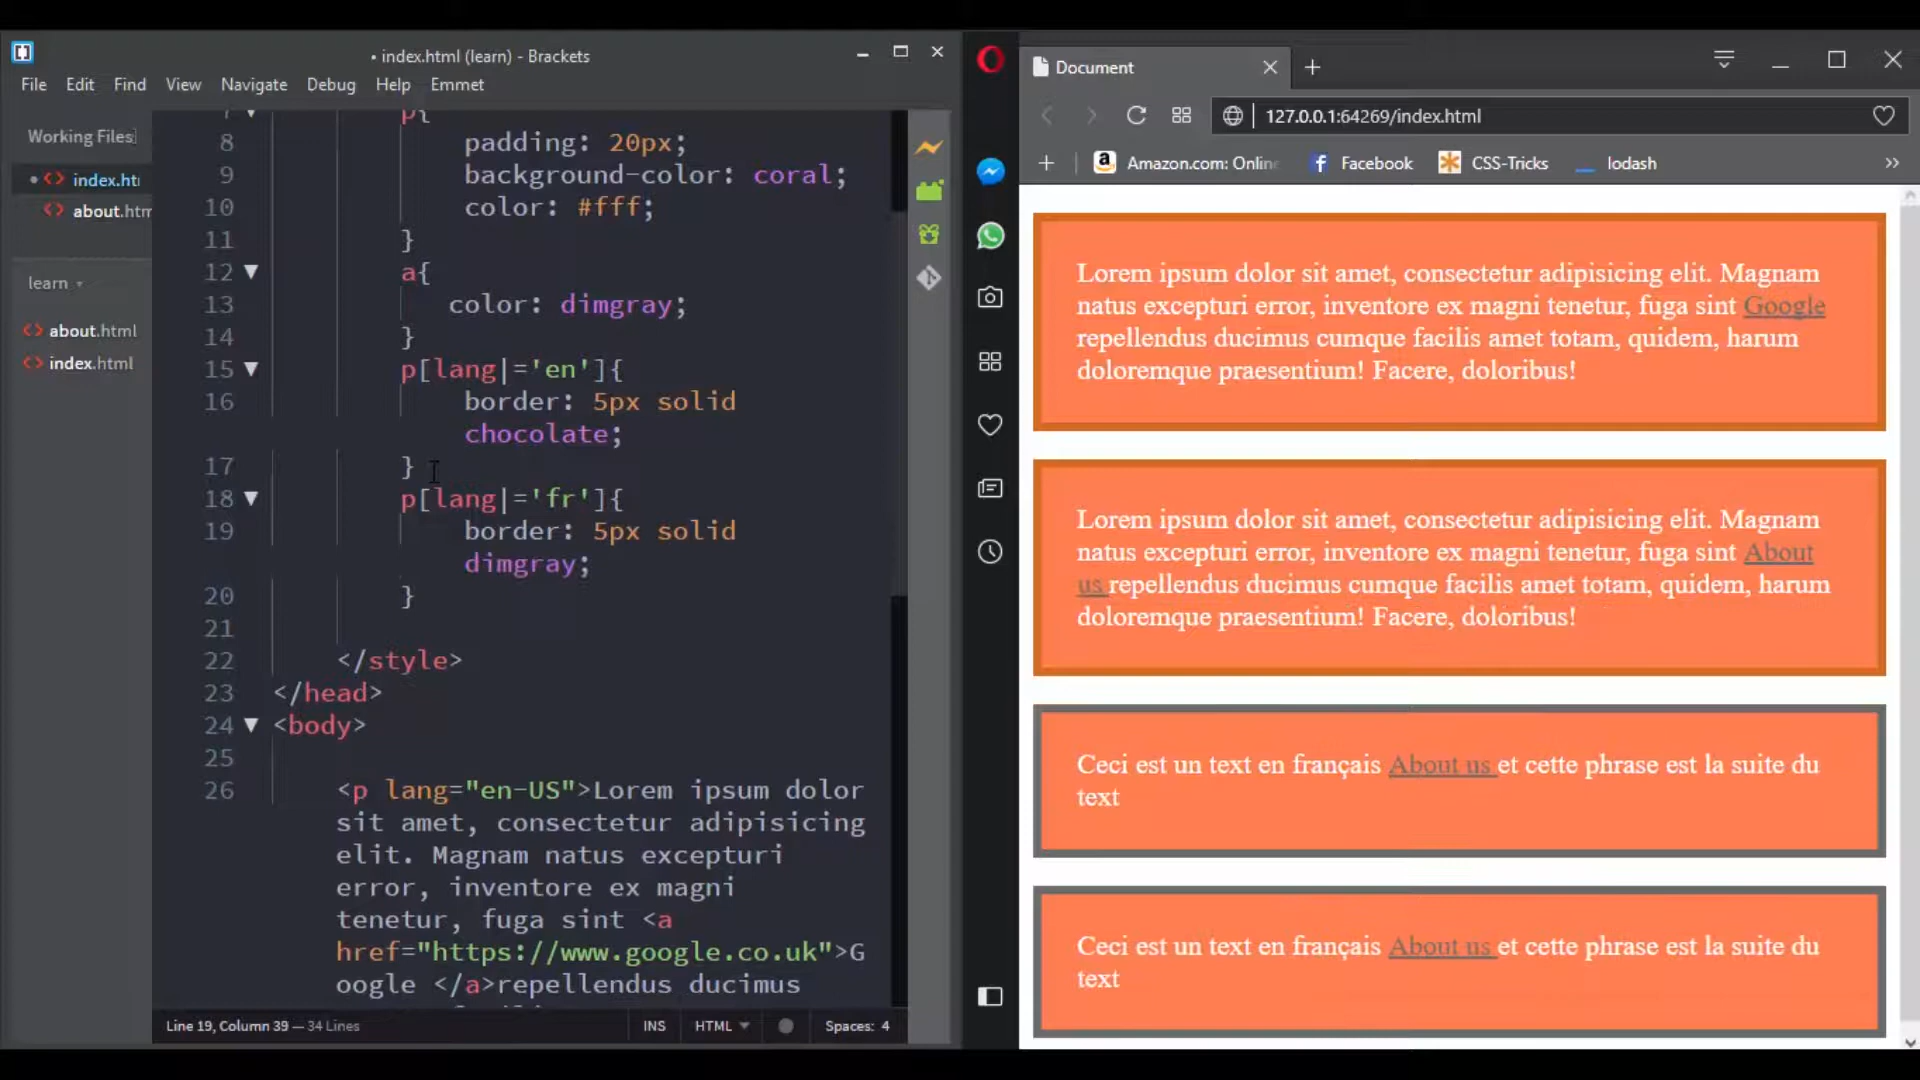 • index.html (learn) - Brackets
File Edit Find View Navigate Debug Help Emmet
Working Files
index.ht
about.htm
learn
about.html
index.html
7 p{
8 padding: 20px;
9 background-color: coral;
10 color: #fff;
11 }
12 a{
13 color: dimgray;
14 }
15 p[lang|='en']{
16 border: 5px solid
chocolate;
17 }
18 p[lang|='fr']{
19 border: 5px solid
dimgray;
20 }
21
22 </style>
23 </head>
24 <body>
25
26 <p lang="en-US">Lorem ipsum dolor
sit amet, consectetur adipisicing
elit. Magnam natus excepturi
error, inventore ex magni
tenetur, fuga sint <a
href="https://www.google.co.uk">G
oogle </a>repellendus ducimus
Line 19, Column 39 — 34 Lines
INS HTML Spaces: 4
Document
127.0.0.1:64269/index.html
Amazon.com: Onlin Facebook CSS-Tricks lodash
Lorem ipsum dolor sit amet, consectetur adipisicing elit. Magnam
natus excepturi error, inventore ex magni tenetur, fuga sint Google
repellendus ducimus cumque facilis amet totam, quidem, harum
doloremque praesentium! Facere, doloribus!
Lorem ipsum dolor sit amet, consectetur adipisicing elit. Magnam
natus excepturi error, inventore ex magni tenetur, fuga sint About
us repellendus ducimus cumque facilis amet totam, quidem, harum
doloremque praesentium! Facere, doloribus!
Ceci est un text en français About us et cette phrase est la suite du
text
Ceci est un text en français About us et cette phrase est la suite du
text